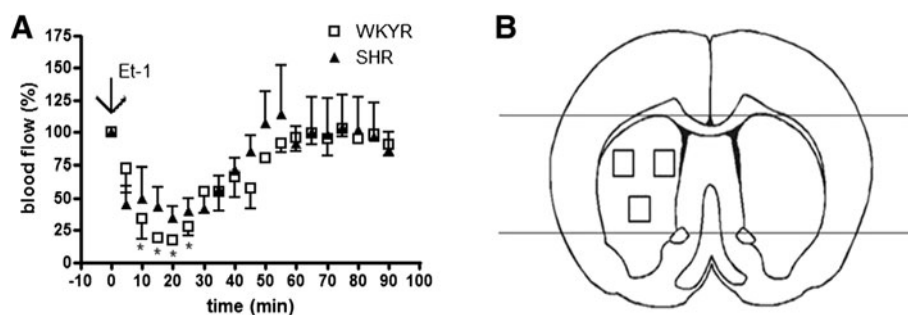 A
B
175
150
125
100
75
50
25
0
blood flow (%)
Et-1
WKYR
SHR
* * * *
-10 0 10 20 30 40 50 60 70 80 90 100
time (min)